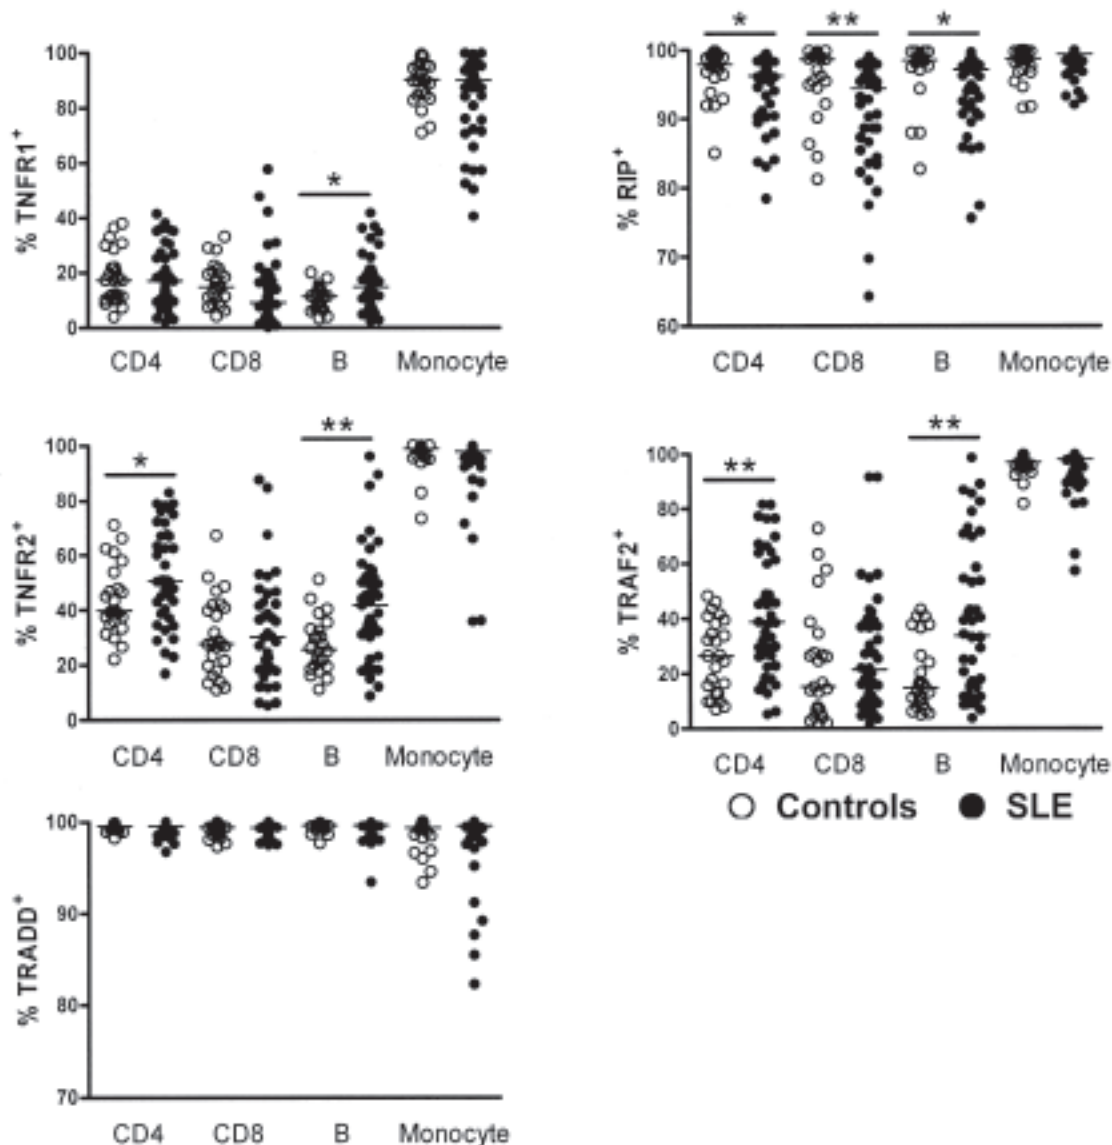 % TNFR1+
100
80
60
40
20
0
*
CD4 CD8 B Monocyte
% RIP+
100
90
80
70
60
* ** *
CD4 CD8 B Monocyte
% TNFR2+
100
80
60
40
20
0
* **
CD4 CD8 B Monocyte
% TRAF2+
100
80
60
40
20
0
** **
CD4 CD8 B Monocyte
Controls SLE
% TRADD+
100
90
80
70
CD4 CD8 B Monocyte